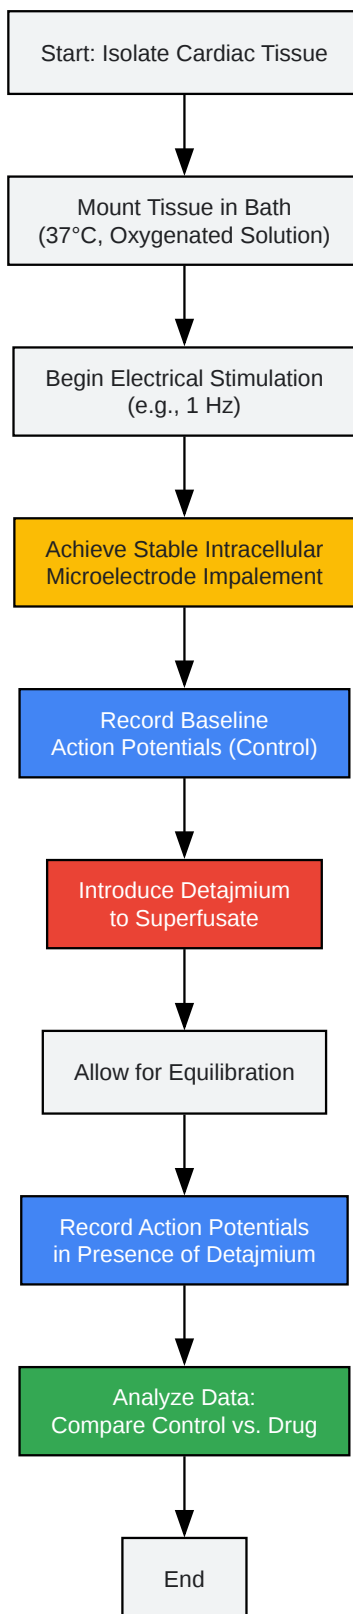 Start: Isolate Cardiac Tissue
Mount Tissue in Bath
(37°C, Oxygenated Solution)
Begin Electrical Stimulation
(e.g., 1 Hz)
Achieve Stable Intracellular
Microelectrode Impalement
Record Baseline
Action Potentials (Control)
Introduce Detajmium
to Superfusate
Allow for Equilibration
Record Action Potentials
in Presence of Detajmium
Analyze Data:
Compare Control vs. Drug
End